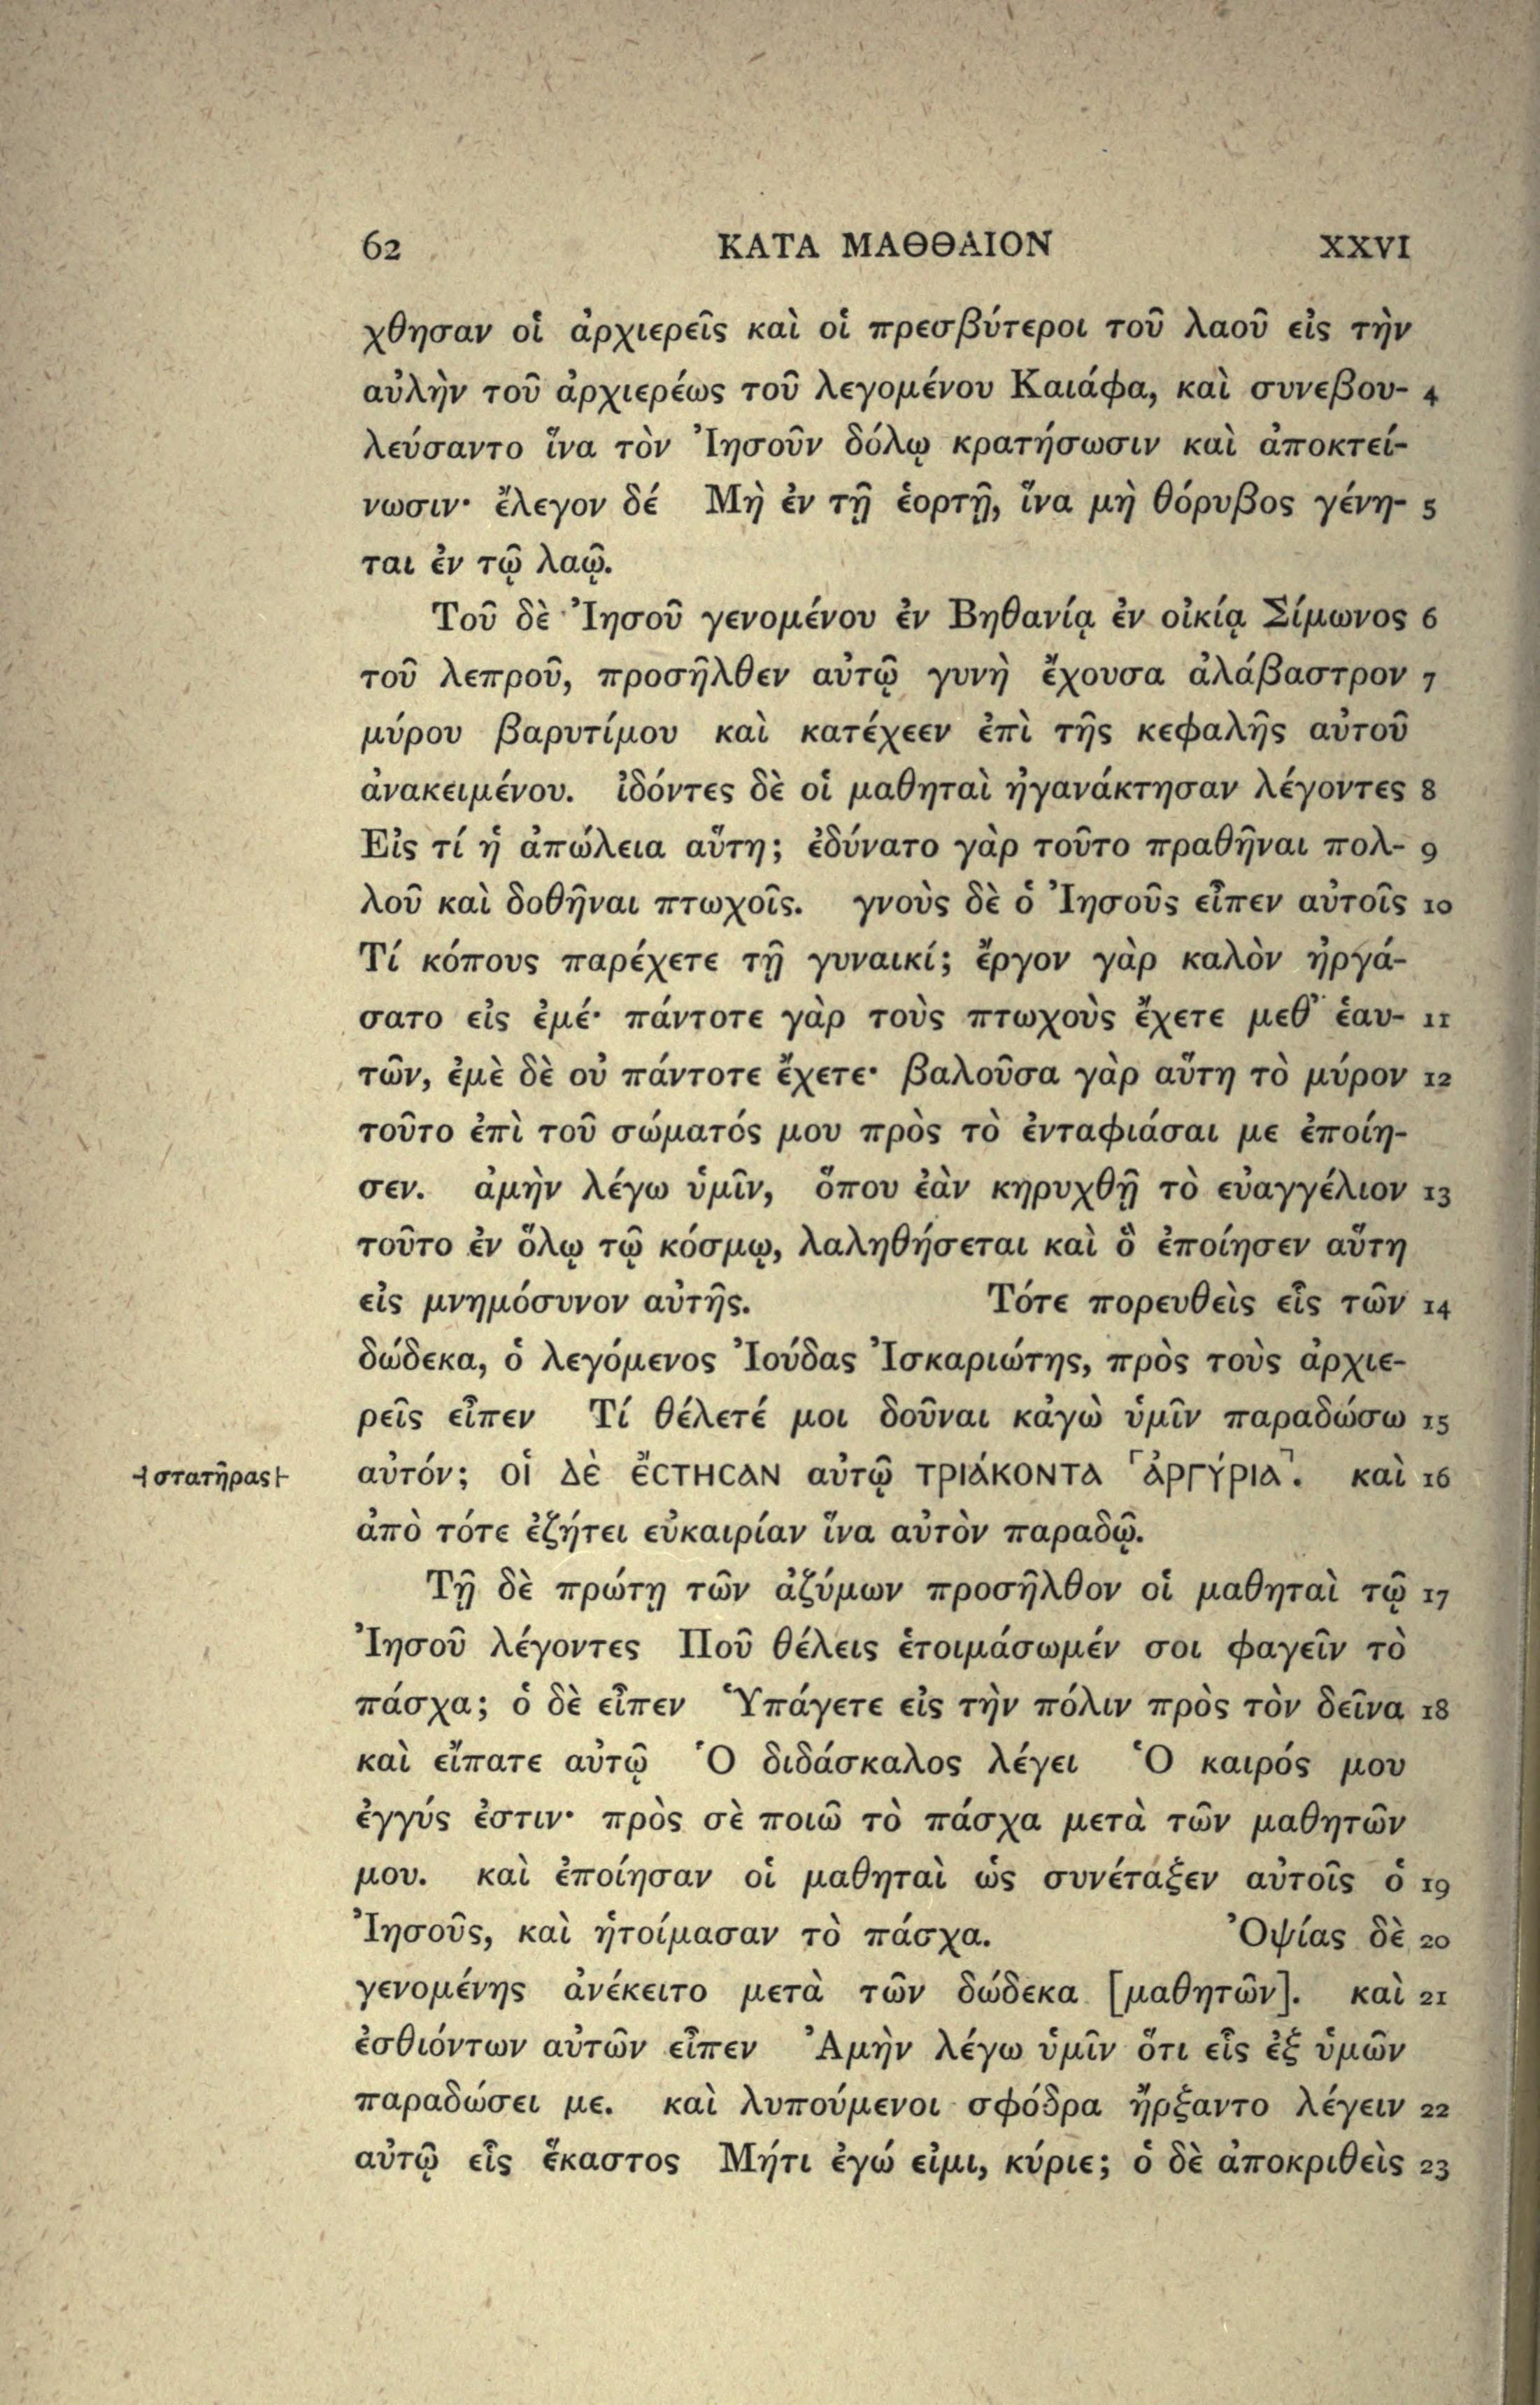 62 ΚΑΤΑ ΜΑΘΘΑΙΟΝ XXVI
χθησαν οἱ ἀρχιερεῖς καὶ οἱ πρεσβύτεροι τοῦ λαοῦ εἰς τὴν
αὐλὴν τοῦ ἀρχιερέως τοῦ λεγομένου Καιάφα, καὶ συνεβου- 4
λεύσαντο ἵνα τὸν Ἰησοῦν δόλῳ κρατήσωσιν καὶ ἀποκτεί-
νωσιν· ἔλεγον δέ Μὴ ἐν τῇ ἑορτῇ, ἵνα μὴ θόρυβος γένη- 5
ται ἐν τῷ λαῷ.
Τοῦ δὲ Ἰησοῦ γενομένου ἐν Βηθανίᾳ ἐν οἰκίᾳ Σίμωνος 6
τοῦ λεπροῦ, προσῆλθεν αὐτῷ γυνὴ ἔχουσα ἀλάβαστρον 7
μύρου βαρυτίμου καὶ κατέχεεν ἐπὶ τῆς κεφαλῆς αὐτοῦ
ἀνακειμένου. ἰδόντες δὲ οἱ μαθηταὶ ἠγανάκτησαν λέγοντες 8
Εἰς τί ἡ ἀπώλεια αὕτη; ἐδύνατο γὰρ τοῦτο πραθῆναι πολ- 9
λοῦ καὶ δοθῆναι πτωχοῖς. γνοὺς δὲ ὁ Ἰησοῦς εἶπεν αὐτοῖς 10
Τί κόπους παρέχετε τῇ γυναικί; ἔργον γὰρ καλὸν ἠργά-
σατο εἰς ἐμέ· πάντοτε γὰρ τοὺς πτωχοὺς ἔχετε μεθ᾽ ἑαυ- 11
τῶν, ἐμὲ δὲ οὐ πάντοτε ἔχετε· βαλοῦσα γὰρ αὕτη τὸ μύρον 12
τοῦτο ἐπὶ τοῦ σώματός μου πρὸς τὸ ἐνταφιάσαι με ἐποίη-
σεν. ἀμὴν λέγω ὑμῖν, ὅπου ἐὰν κηρυχθῇ τὸ εὐαγγέλιον 13
τοῦτο ἐν ὅλῳ τῷ κόσμῳ, λαληθήσεται καὶ ὃ ἐποίησεν αὕτη
εἰς μνημόσυνον αὐτῆς. Τότε πορευθεὶς εἷς τῶν 14
δώδεκα, ὁ λεγόμενος Ἰούδας Ἰσκαριώτης, πρὸς τοὺς ἀρχιε-
ρεῖς εἶπεν Τί θέλετέ μοι δοῦναι κἀγὼ ὑμῖν παραδώσω 15
⊣στατῆρας⊢ αὐτόν; οἱ Δὲ ἔϲΤΗϹΑΝ αὐτῷ ΤΡΙάΚΟΝΤΑ ⸀ἀΡΓύΡΙΑ⸃. καὶ 16
ἀπὸ τότε ἐζήτει εὐκαιρίαν ἵνα αὐτὸν παραδῷ.
Τῇ δὲ πρώτῃ τῶν ἀζύμων προσῆλθον οἱ μαθηταὶ τῷ 17
Ἰησοῦ λέγοντες Ποῦ θέλεις ἑτοιμάσωμέν σοι φαγεῖν τὸ
πάσχα; ὁ δὲ εἶπεν Ὑπάγετε εἰς τὴν πόλιν πρὸς τὸν δεῖνα 18
καὶ εἴπατε αὐτῷ Ὁ διδάσκαλος λέγει Ὁ καιρός μου
ἐγγύς ἐστιν· πρὸς σὲ ποιῶ τὸ πάσχα μετὰ τῶν μαθητῶν
μου. καὶ ἐποίησαν οἱ μαθηταὶ ὡς συνέταξεν αὐτοῖς ὁ 19
Ἰησοῦς, καὶ ἡτοίμασαν τὸ πάσχα. Ὀψίας δὲ 20
γενομένης ἀνέκειτο μετὰ τῶν δώδεκα [μαθητῶν]. καὶ 21
ἐσθιόντων αὐτῶν εἶπεν Ἀμὴν λέγω ὑμῖν ὅτι εἷς ἐξ ὑμῶν
παραδώσει με. καὶ λυπούμενοι σφόδρα ἤρξαντο λέγειν 22
αὐτῷ εἷς ἕκαστος Μήτι ἐγώ εἰμι, κύριε; ὁ δὲ ἀποκριθεὶς 23